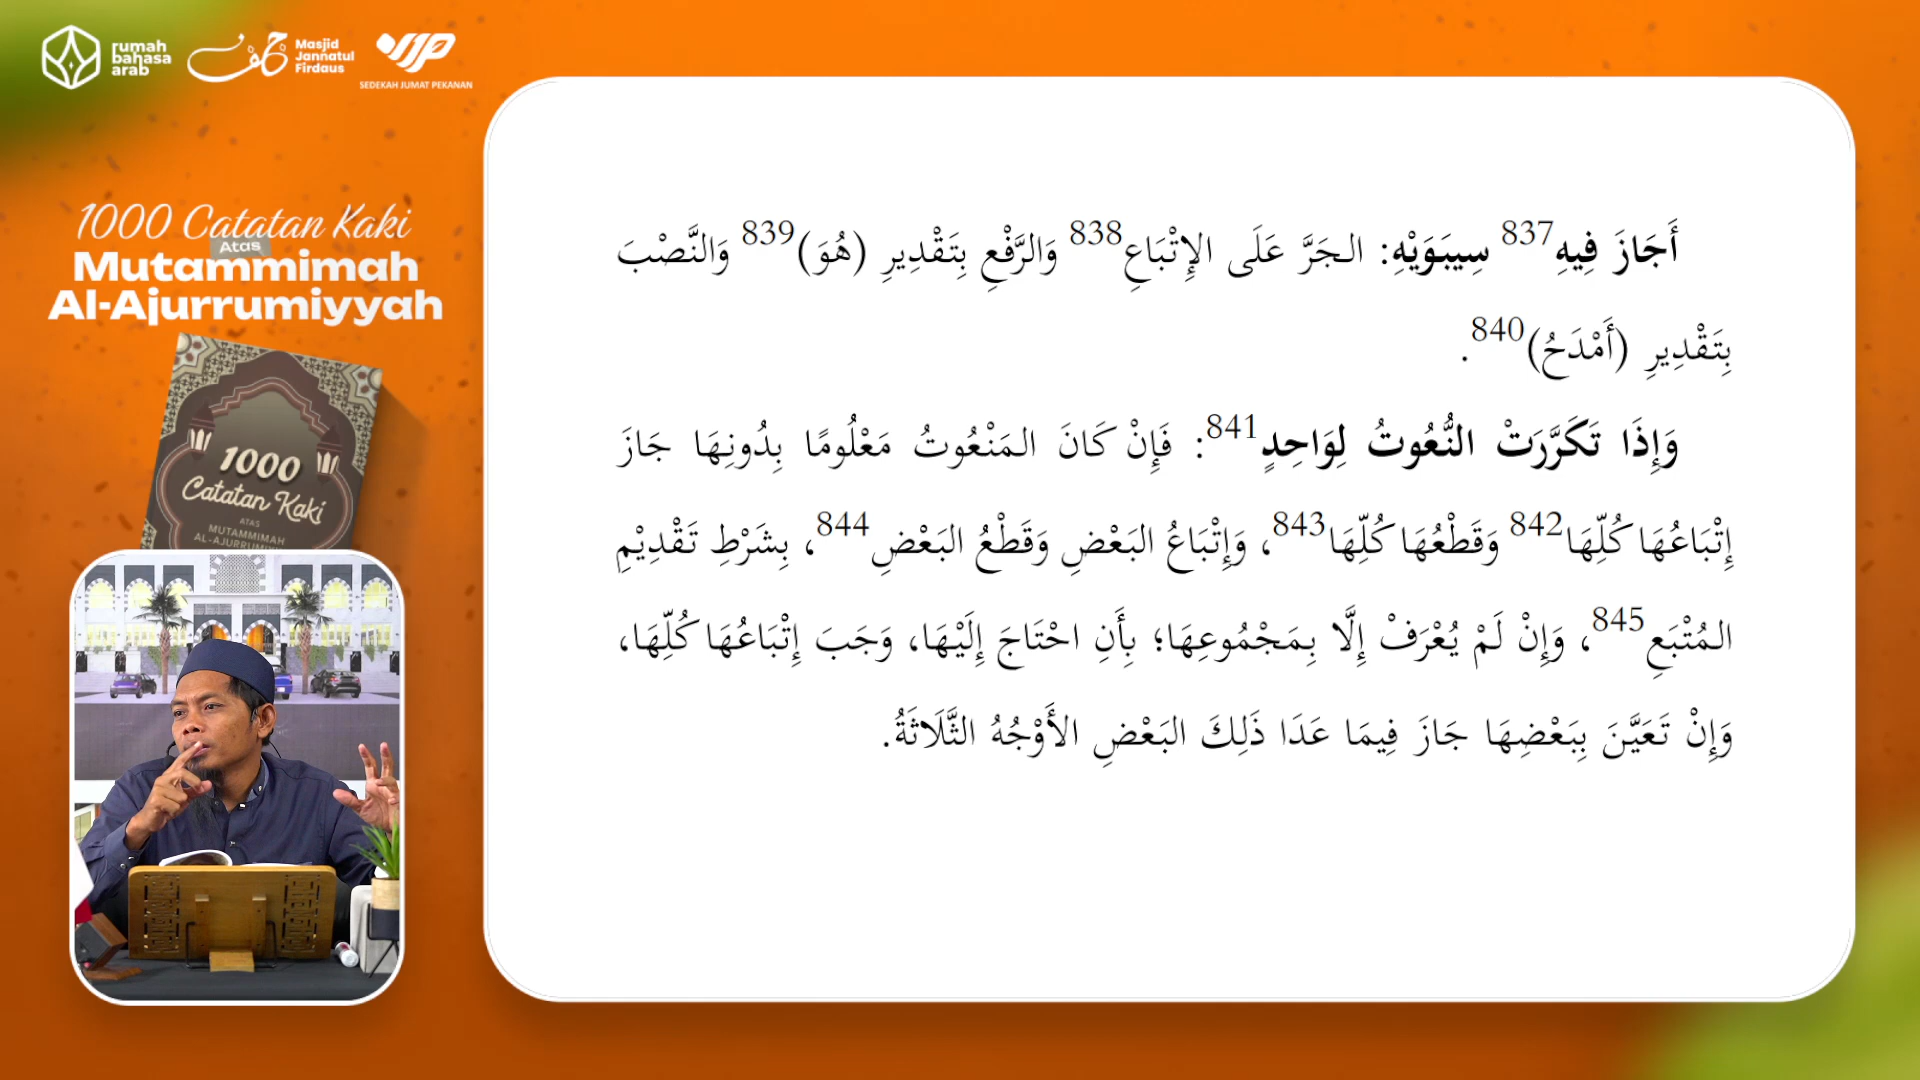 rumah
bahasa
arab
Masjid
Jannatul
Firdaus
SEDEKAH JUMAT PEKANAN
1000 Catatan Kaki
Atas
Mutammimah
Al-Ajurrumiyyah
1000
Catatan Kaki
ATAS
MUTAMMIMAH
أَجَازَ فِيهِ837 سِيبَوَيْهِ: الجَرَّ عَلَى الإِتْبَاعِ838 وَالرَّفْعِ بِتَقْدِيرِ (هُوَ)839 وَالنَّصْبَ
بِتَقْدِيرِ (أَمْدَحُ)840.
وَإِذَا تَكَرَّرَتْ النُّعُوتُ لِوَاحِدٍ841: فَإِنْ كَانَ المَنْعُوتُ مَعْلُومًا بِدُونِهَا جَازَ
إِتْبَاعُهَا كُلِّهَا842 وَقَطْعُهَا كُلِّهَا843، وَإِتْبَاعُ البَعْضِ وَقَطْعُ البَعْضِ844، بِشَرْطِ تَقْدِيْمِ
المُتْبَعِ845، وَإِنْ لَمْ يُعْرَفْ إِلَّا بِمَجْمُوعِهَا؛ بِأَنِ احْتَاجَ إِلَيْهَا، وَجَبَ إِتْبَاعُهَا كُلِّهَا،
وَإِنْ تَعَيَّنَ بِبَعْضِهَا جَازَ فِيمَا عَدَا ذَلِكَ البَعْضِ الأَوْجُهُ الثَّلَاثَةُ.